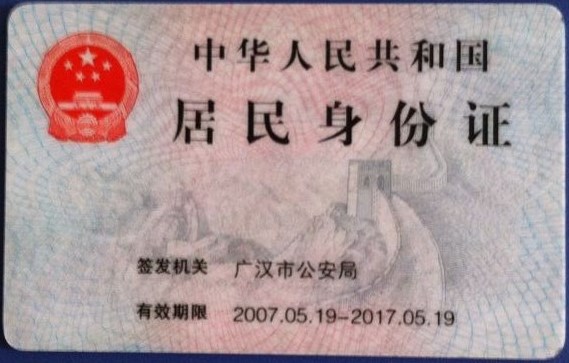 中华人民共和国
居民身份证
签发机关 广汉市公安局
有效期限 2007.05.19-2017.05.19